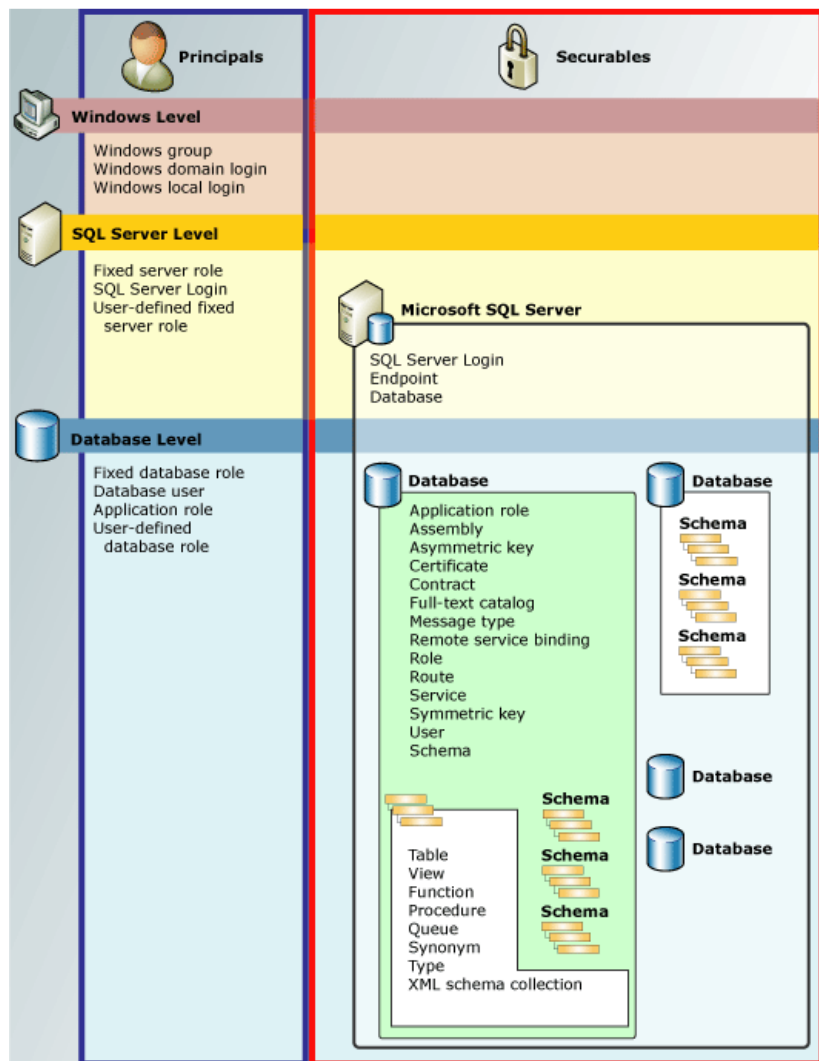 Principals
Securables
Windows Level
Windows group
Windows domain login
Windows local login
SQL Server Level
Fixed server role
SQL Server Login
User-defined fixed
server role
Microsoft SQL Server
SQL Server Login
Endpoint
Database
Database Level
Fixed database role
Database user
Application role
User-defined
database role
Database
Application role
Assembly
Asymmetric key
Certificate
Contract
Full-text catalog
Message type
Remote service binding
Role
Route
Service
Symmetric key
User
Schema
Table
View
Function
Procedure
Queue
Synonym
Type
XML schema collection
Schema
Schema
Schema
Database
Schema
Schema
Schema
Database
Database